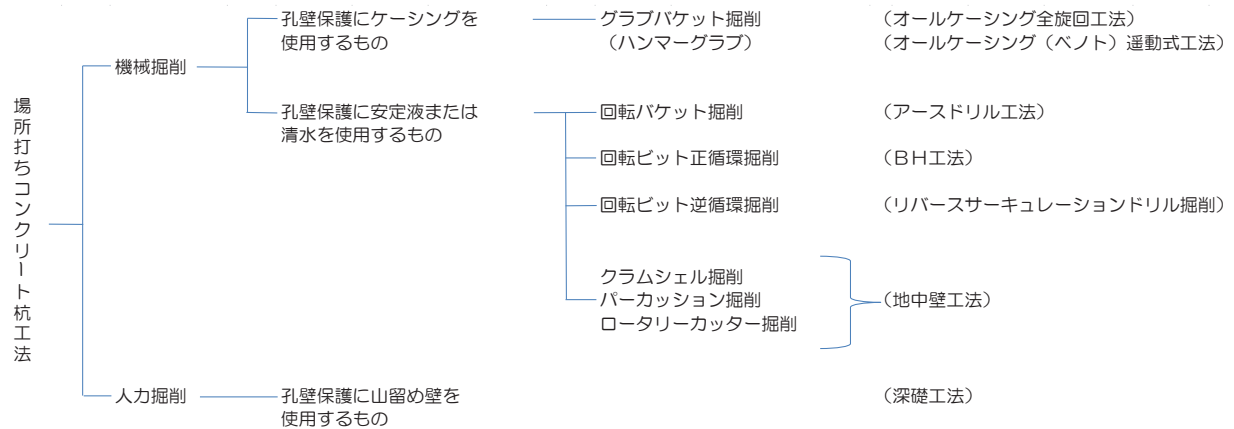 場所打ちコンクリート杭工法
機械掘削
孔壁保護にケーシングを
使用するもの
グラブバケット掘削
（ハンマーグラブ）
（オールケーシング全旋回工法）
（オールケーシング（ベノト）遥動式工法）
孔壁保護に安定液または
清水を使用するもの
回転バケット掘削
（アースドリル工法）
回転ビット正循環掘削
（ＢＨ工法）
回転ビット逆循環掘削
（リバースサーキュレーションドリル掘削）
クラムシェル掘削
パーカッション掘削
ロータリーカッター掘削
（地中壁工法）
人力掘削
孔壁保護に山留め壁を
使用するもの
（深礎工法）